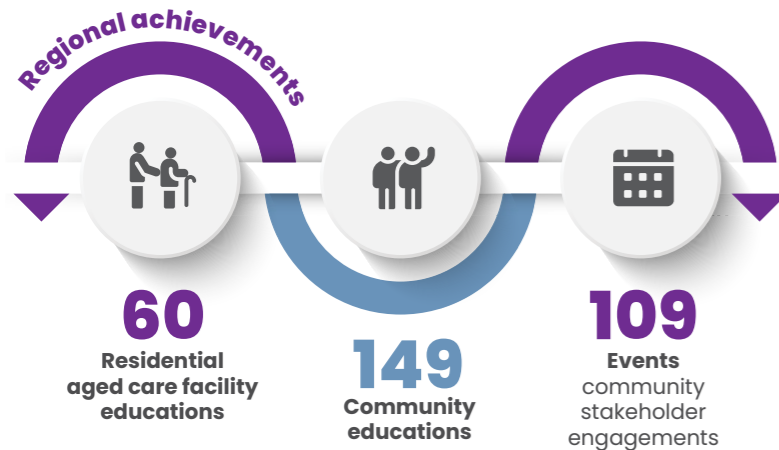 Regional achievements
60
Residential
aged care facility
educations
149
Community
educations
109
Events
community
stakeholder
engagements